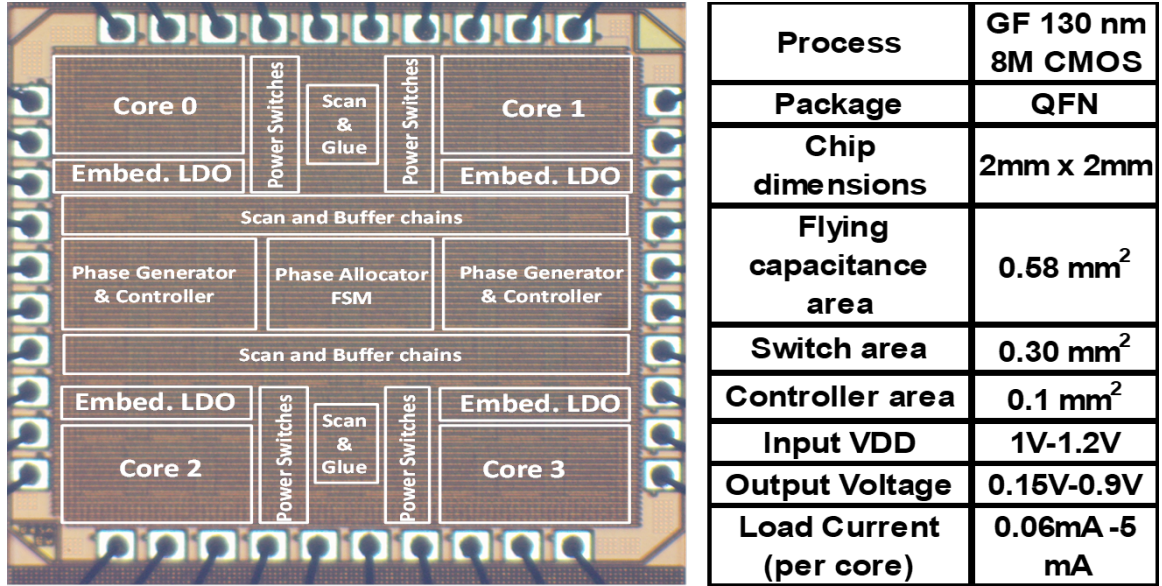 Core 0
Power Switches
Scan
&
Glue
Power Switches
Core 1
Embed. LDO
Embed. LDO
Scan and Buffer chains
Phase Generator
& Controller
Phase Allocator
FSM
Phase Generator
& Controller
Scan and Buffer chains
Embed. LDO
Power Switches
Scan
&
Glue
Power Switches
Embed. LDO
Core 2
Core 3
Process
GF 130 nm
8M CMOS
Package
QFN
Chip
dimensions
2mm x 2mm
Flying
capacitance
area
0.58 mm²
Switch area
0.30 mm²
Controller area
0.1 mm²
Input VDD
1V-1.2V
Output Voltage
0.15V-0.9V
Load Current
(per core)
0.06mA -5
mA